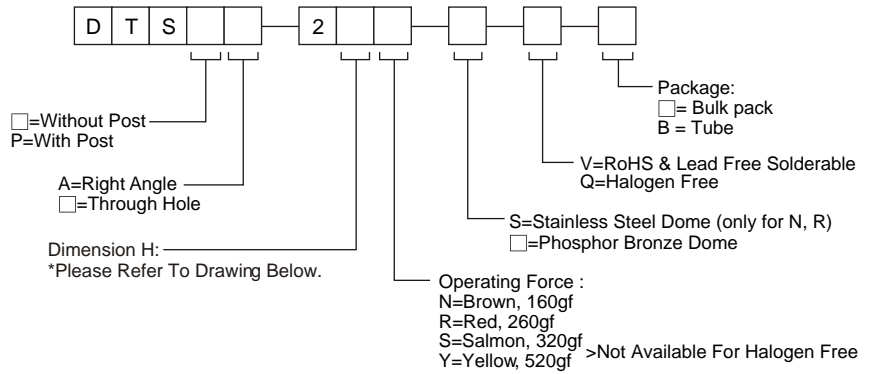 D T S □ □ - 2 □ □ - □ - □ - □
□=Without Post
P=With Post
A=Right Angle
□=Through Hole
Dimension H:
*Please Refer To Drawing Below.
Package:
□= Bulk pack
B = Tube
V=RoHS & Lead Free Solderable
Q=Halogen Free
S=Stainless Steel Dome (only for N, R)
□=Phosphor Bronze Dome
Operating Force :
N=Brown, 160gf
R=Red, 260gf
S=Salmon, 320gf
Y=Yellow, 520gf >Not Available For Halogen Free